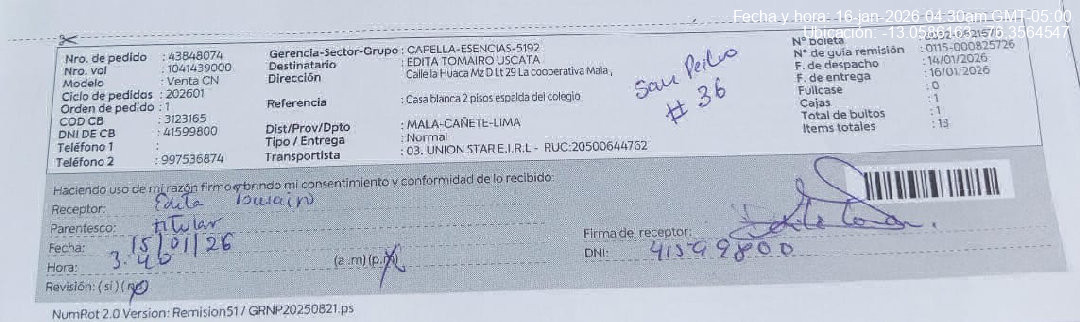 Fecha y hora: 16-jan-2026 04:30am GMT-05:00
Nro. de pedido : 43848074
Nro. val : 1041439000
Modelo : Venta CN
Ciclo de pedidos : 202601
Orden de pedido : 1
COD CB : 3123165
DNI DE CB : 41599800
Teléfono 1 :
Teléfono 2 : 997536874
Gerencia-Sector-Grupo : CAPELLA-ESENCIAS-5192
Destinatario : EDITA TOMAIRO USCATA
Dirección : Calle la Huaca Mz D Lt 29 La cooperativa Mala,
Referencia : Casa blanca 2 pisos espalda del colegio
Dist/Prov/Dpto : MALA-CAÑETE-LIMA
Tipo / Entrega : Normal
Transportista : 03. UNION STAR E.I.R.L - RUC:20500644762
San Pedro
# 36
N° boleta
N° de guía remisión : 0115-000825726
F. de despacho : 14/01/2026
F. de entrega : 16/01/2026
Fullcase : 0
Cajas : 1
Total de bultos : 1
Items totales : 13
Haciendo uso de mi razón firmo brindo mi consentimiento y conformidad de lo recibido:
Receptor: Edita
Parentesco: titular
Fecha: 15/01/26
Hora: 3.40 (a.m) (p.m)
Revisión: (si) (no)
Firma de receptor:
DNI: 41599800
NumPot 2.0 Version: Remision51 / GRNP20250821.ps